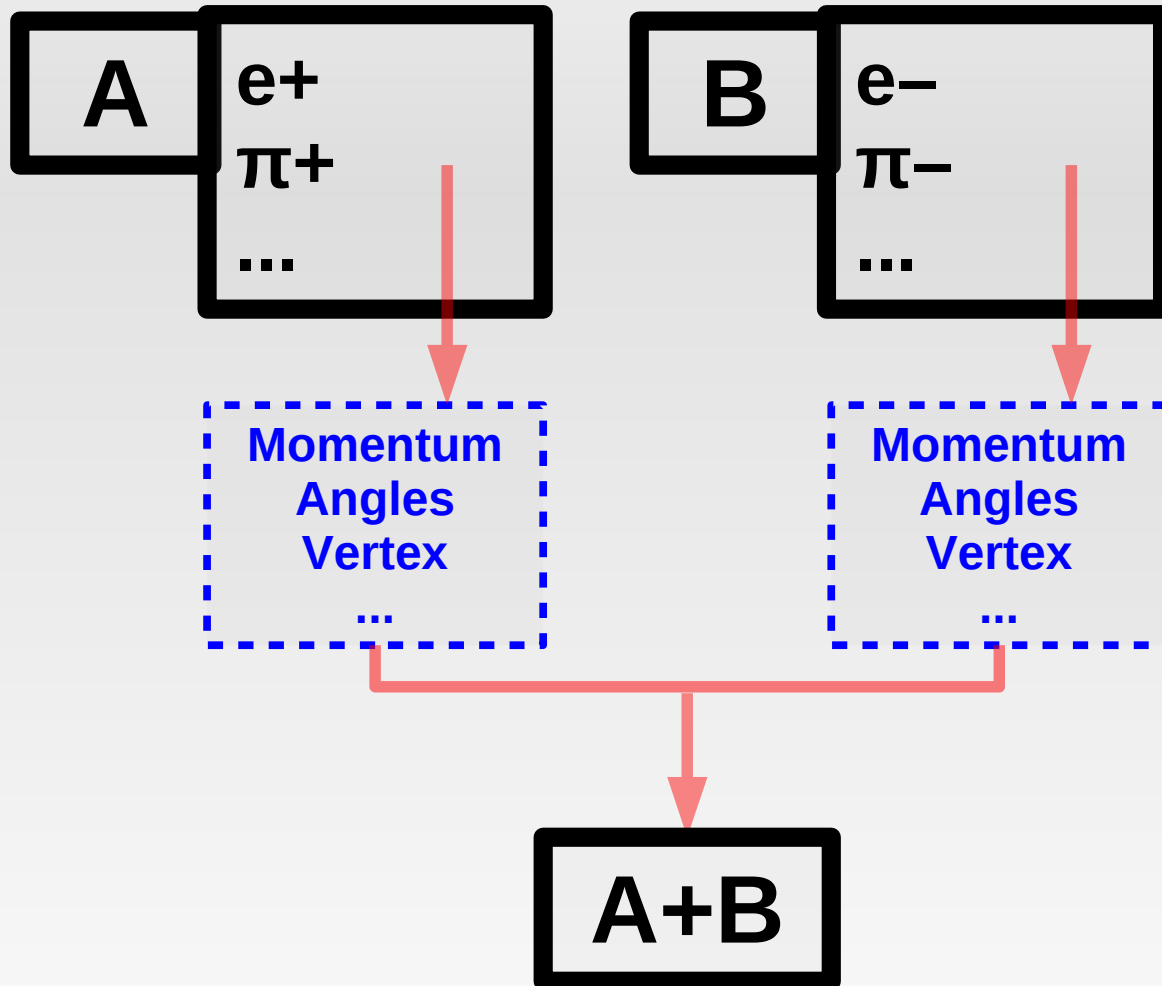 A
e+
π+
...
B
e–
π–
...
Momentum
Angles
Vertex
...
Momentum
Angles
Vertex
...
A+B